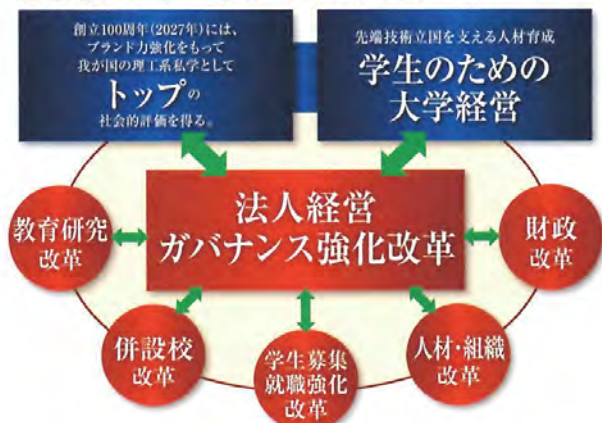 創立100周年(2027年)には、
ブランド力強化をもって
我が国の理工系私学として
トップの
社会的評価を得る。
先端技術立国を支える人材育成
学生のための
大学経営
法人経営
ガバナンス強化改革
教育研究
改革
財政
改革
併設校
改革
学生募集
就職強化
改革
人材・組織
改革